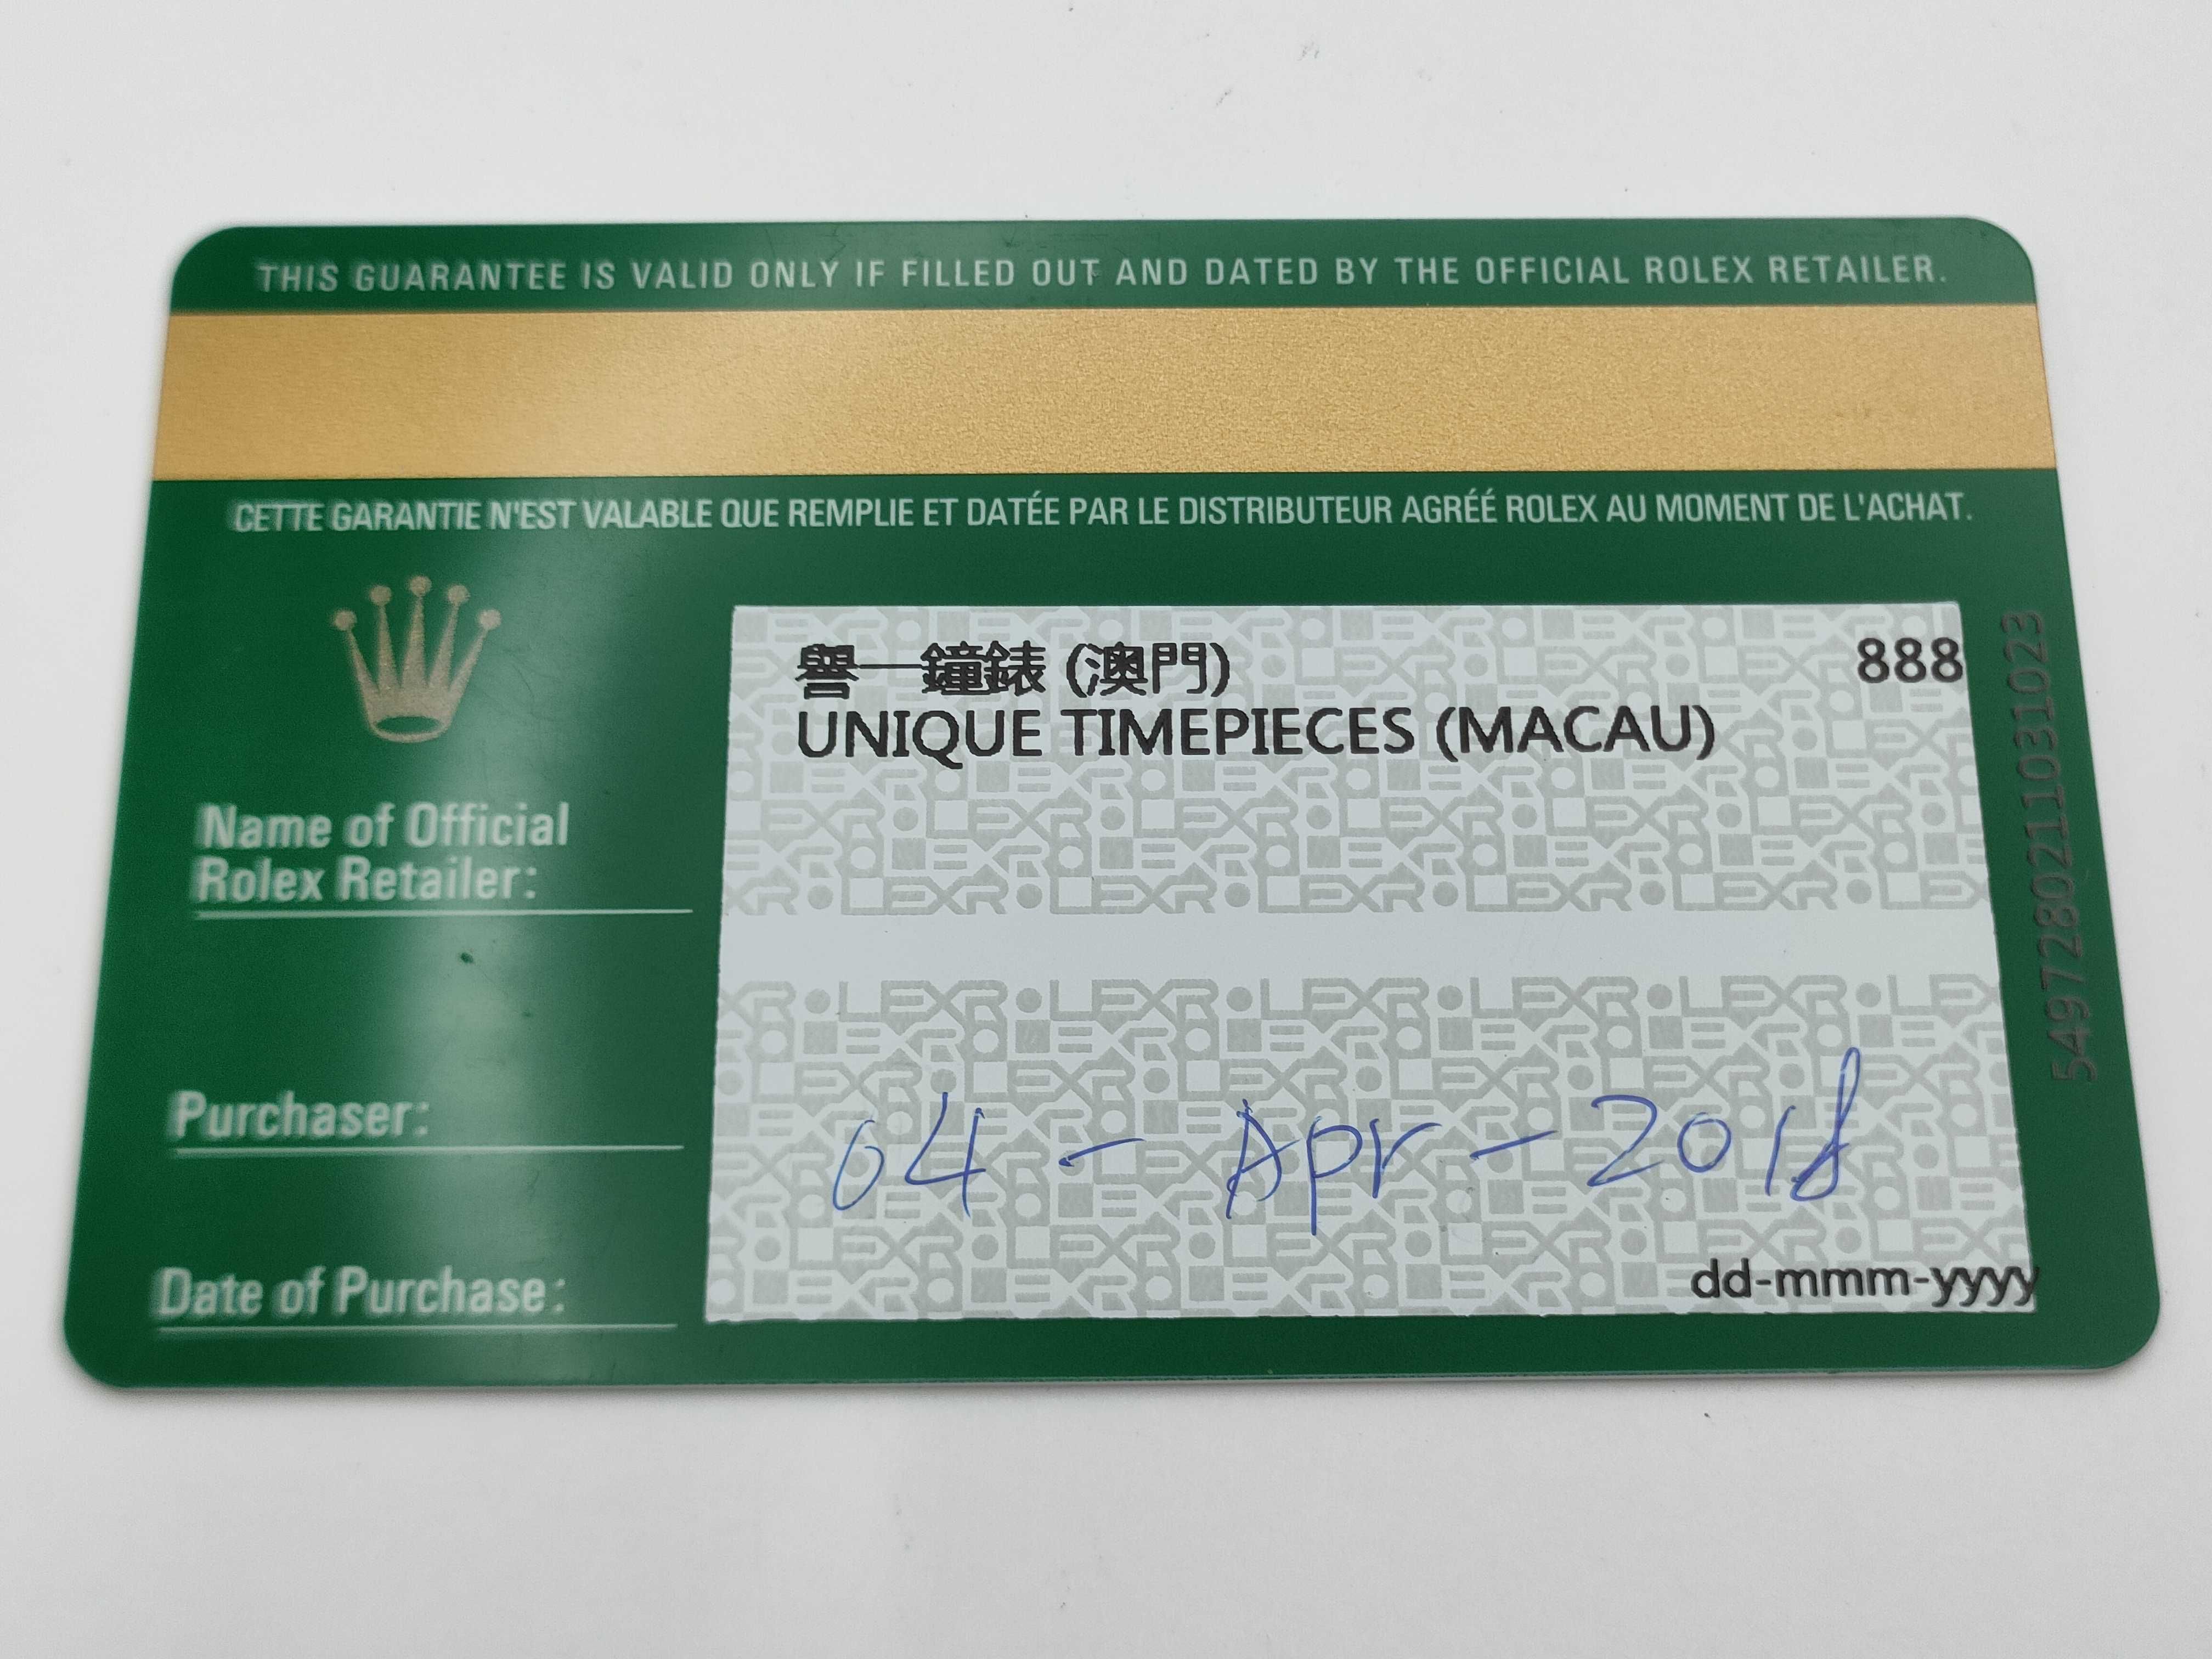 THIS GUARANTEE IS VALID ONLY IF FILLED OUT AND DATED BY THE OFFICIAL ROLEX RETAILER.
CETTE GARANTIE N'EST VALABLE QUE REMPLIE ET DATÉE PAR LE DISTRIBUTEUR AGRÉÉ ROLEX AU MOMENT DE L'ACHAT.
譽一鐘錶 (澳門) 888
UNIQUE TIMEPIECES (MACAU)
Name of Official
Rolex Retailer:
Purchaser:
04 - Apr - 2018
Date of Purchase:
dd-mmm-yyyy
5497280211031023